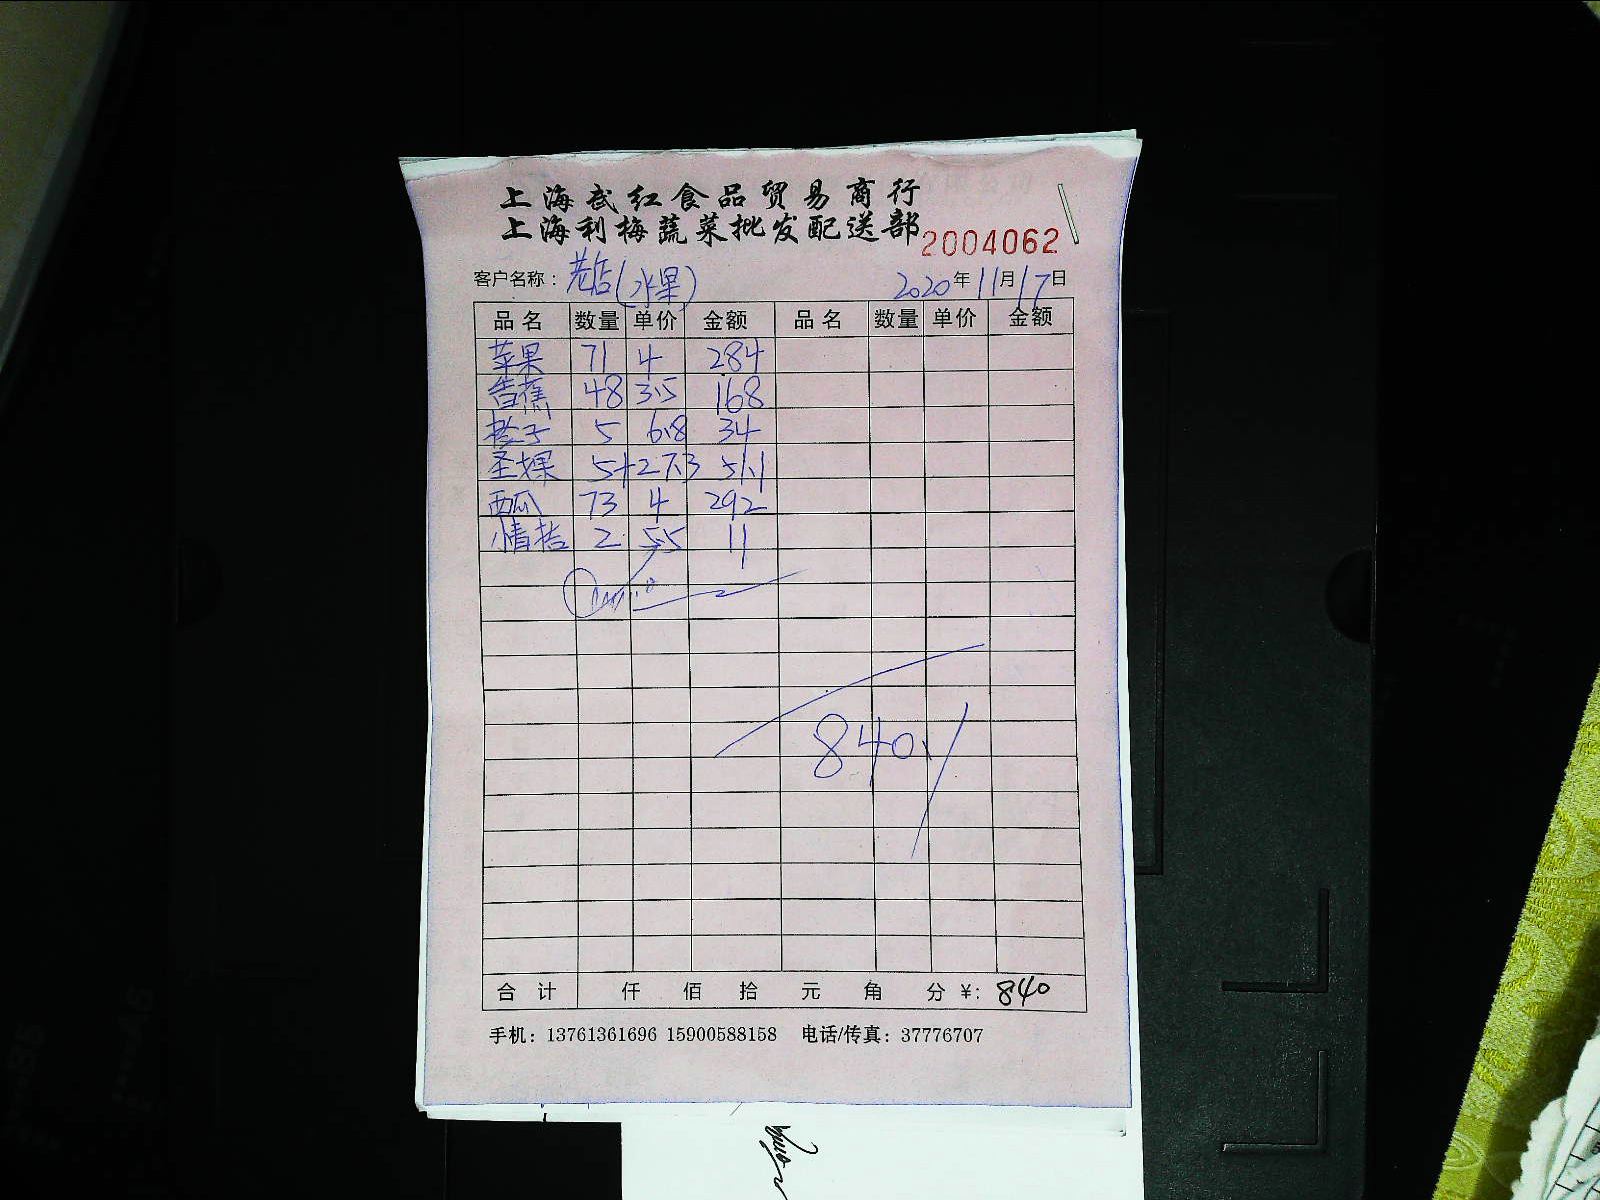 上海武红食品贸易商行
上海利梅蔬菜批发配送部
2004062
客户名称：老店(水果) 2020年11月17日
品名 数量 单价 金额 品名 数量 单价 金额
苹果 71 4 284
香蕉 48 3.5 168
橙子 5 6.8 34
圣果 5+2 7.3 51.1
西瓜 73 4 292
小青桔 2 5.5 11
840
合计 仟 佰 拾 元 角 分 ¥: 840
手机：13761361696 15900588158 电话/传真：37776707